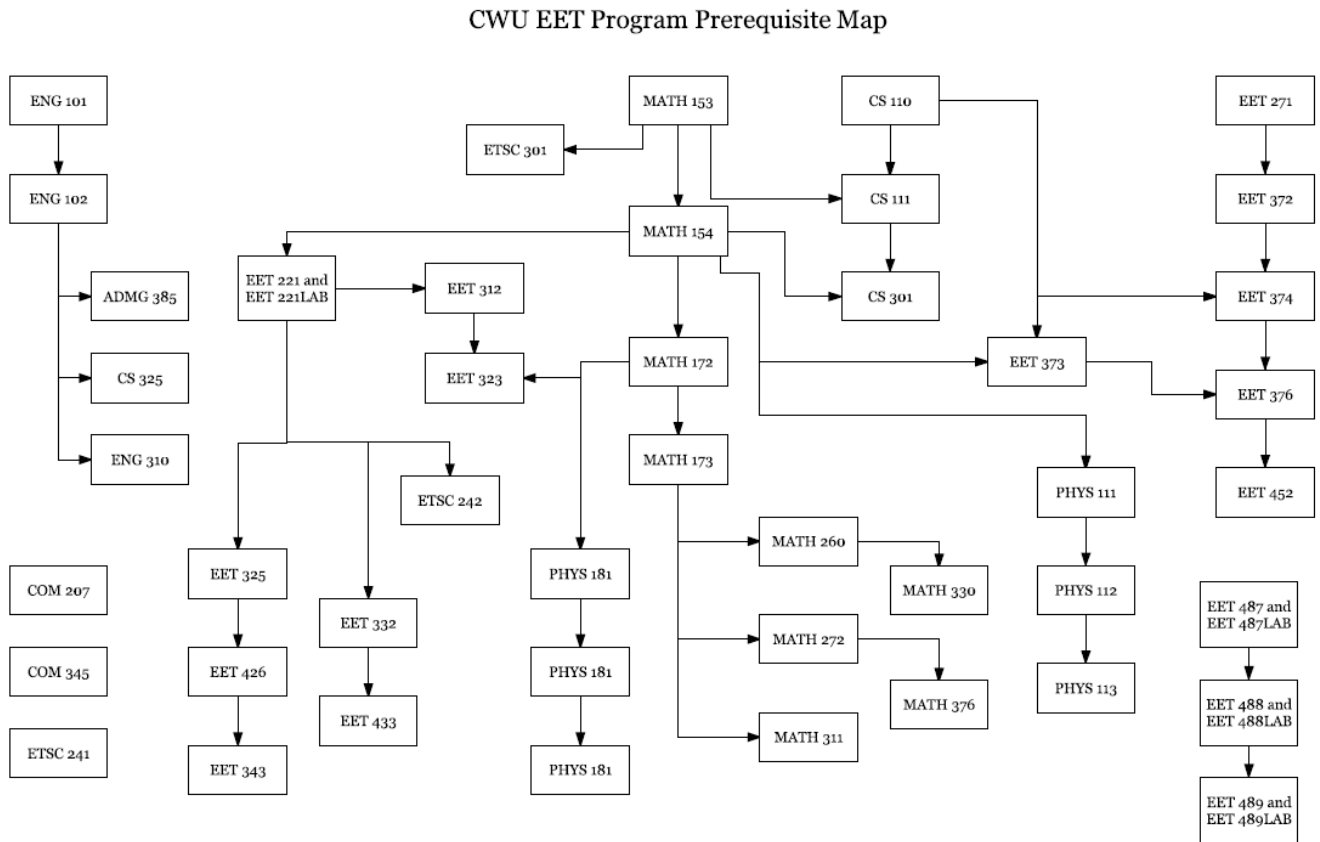 CWU EET Program Prerequisite Map
ENG 101
MATH 153
CS 110
EET 271
ETSC 301
ENG 102
CS 111
EET 372
MATH 154
EET 221 and
EET 221LAB
EET 312
ADMG 385
CS 301
EET 374
MATH 172
EET 373
CS 325
EET 323
EET 376
ENG 310
MATH 173
ETSC 242
PHYS 111
EET 452
MATH 260
EET 325
PHYS 181
MATH 330
PHYS 112
COM 207
EET 332
EET 487 and
EET 487LAB
MATH 272
COM 345
EET 426
PHYS 181
PHYS 113
MATH 376
EET 433
EET 488 and
EET 488LAB
MATH 311
ETSC 241
EET 343
PHYS 181
EET 489 and
EET 489LAB